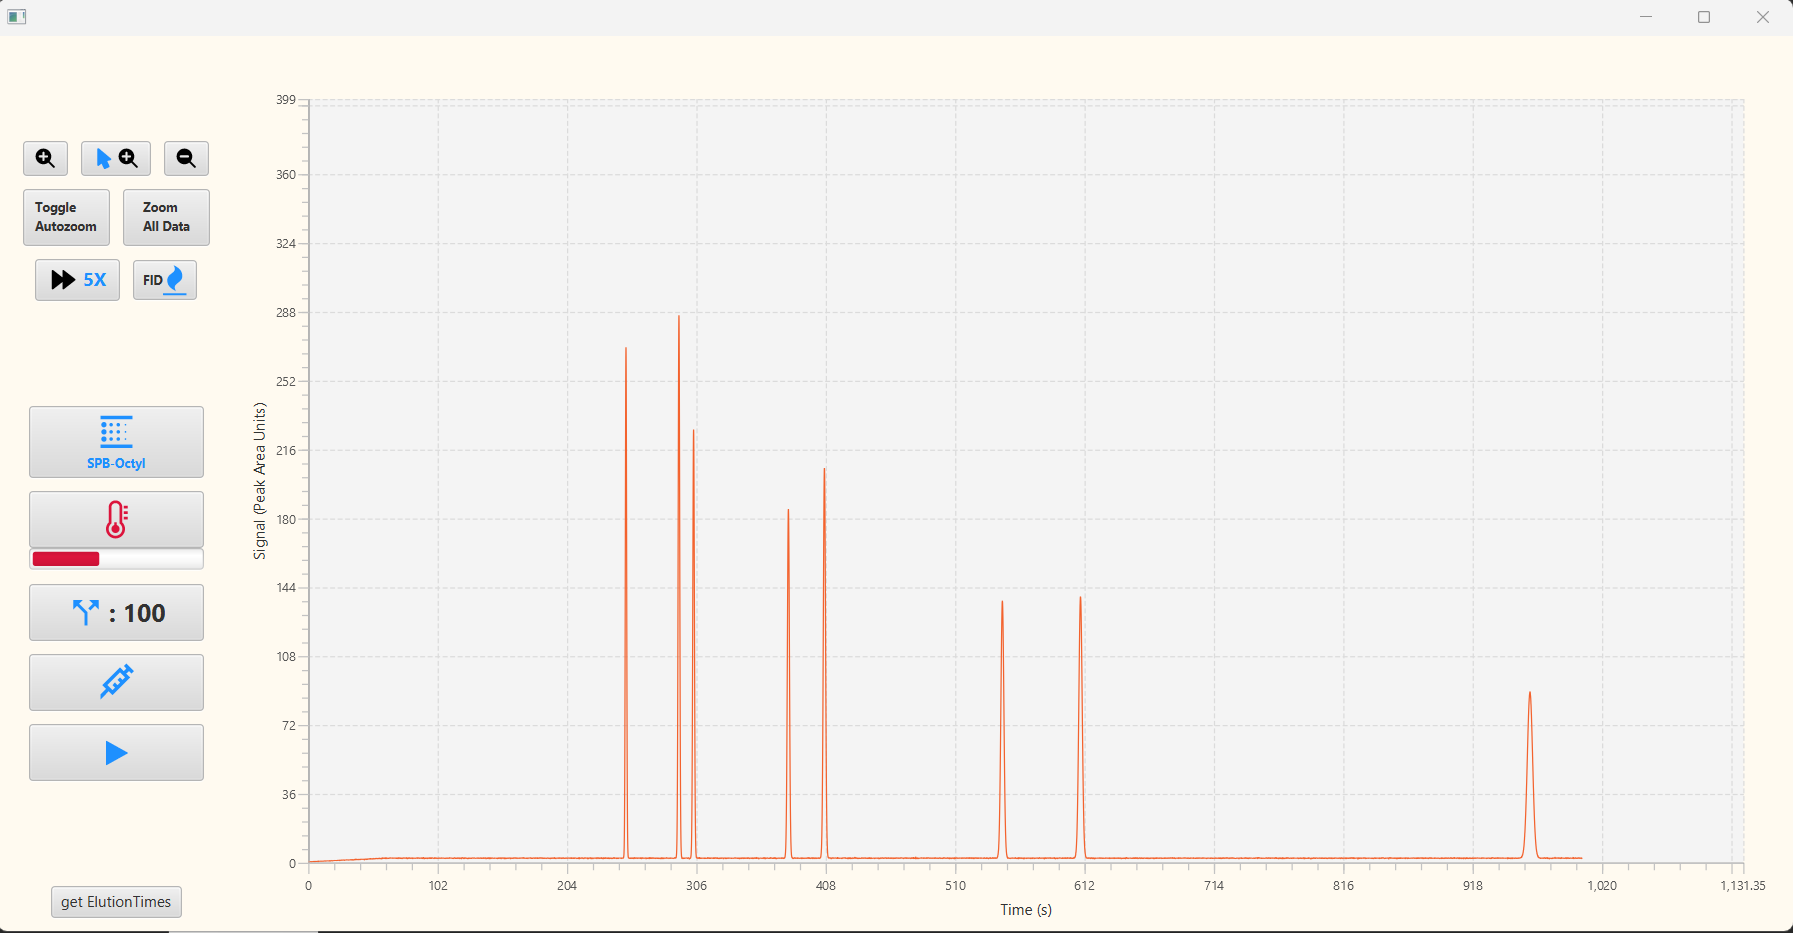 Toggle
Autozoom
Zoom
All Data
5X
FID
SPB-Octyl
: 100
get ElutionTimes
Signal (Peak Area Units)
399
360
324
288
252
216
180
144
108
72
36
0
0 102 204 306 408 510 612 714 816 918 1,020 1,131.35
Time (s)